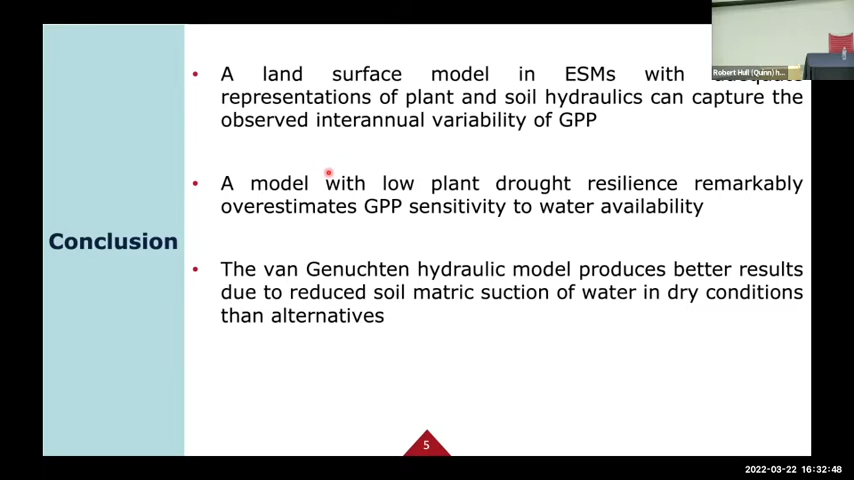 A land surface model in ESMs with
representations of plant and soil hydraulics can capture the
observed interannual variability of GPP
A model with low plant drought resilience remarkably
overestimates GPP sensitivity to water availability
Conclusion
The van Genuchten hydraulic model produces better results
due to reduced soil matric suction of water in dry conditions
than alternatives
5
Robert Hull (Quinn) h...
2022-03-22 16:32:48